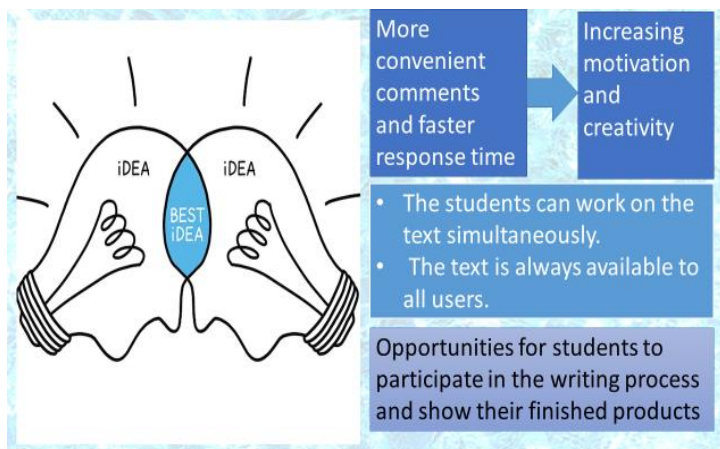 iDEA
iDEA
BEST
iDEA
More
convenient
comments
and faster
response time
Increasing
motivation
and
creativity
• The students can work on the
text simultaneously.
• The text is always available to
all users.
Opportunities for students to
participate in the writing process
and show their finished products